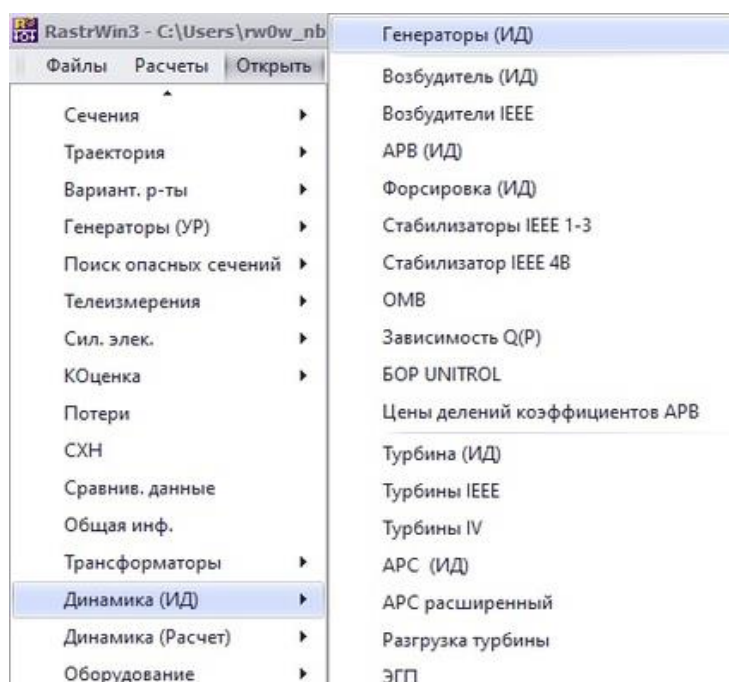 RastrWin3 - C:\Users\rw0w_nb
Файлы Расчеты Открыть
Сечения
Траектория
Вариант. р-ты
Генераторы (УР)
Поиск опасных сечений
Телеизмерения
Сил. элек.
КОценка
Потери
СХН
Сравнив. данные
Общая инф.
Трансформаторы
Динамика (ИД)
Динамика (Расчет)
Оборудование
Генераторы (ИД)
Возбудитель (ИД)
Возбудители IEEE
АРВ (ИД)
Форсировка (ИД)
Стабилизаторы IEEE 1-3
Стабилизатор IEEE 4B
ОМВ
Зависимость Q(P)
БОР UNITROL
Цены делений коэффициентов АРВ
Турбина (ИД)
Турбины IEEE
Турбины IV
АРС (ИД)
АРС расширенный
Разгрузка турбины
ЭГП